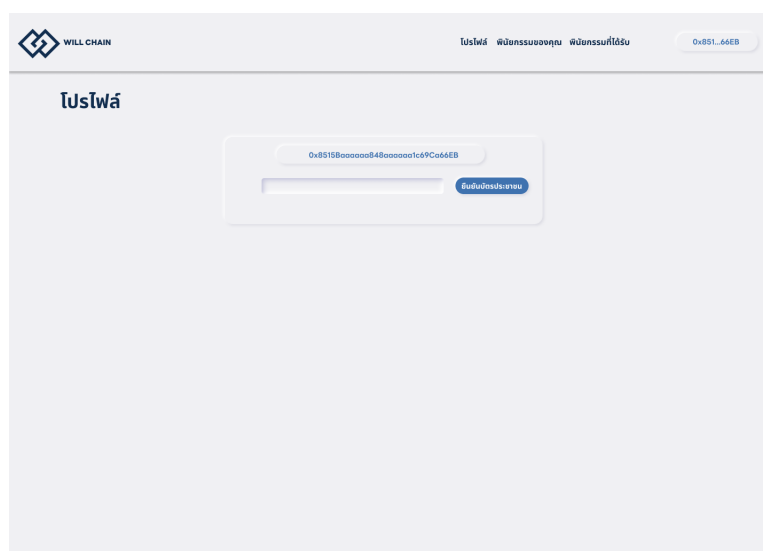 WILL CHAIN
โปรไฟล์ พินัยกรรมของคุณ พินัยกรรมที่ได้รับ
0x851...66EB
โปรไฟล์
0x8515Baaaaaa848aaaaaa1c69Ca66EB
ยืนยันบัตรประชาชน